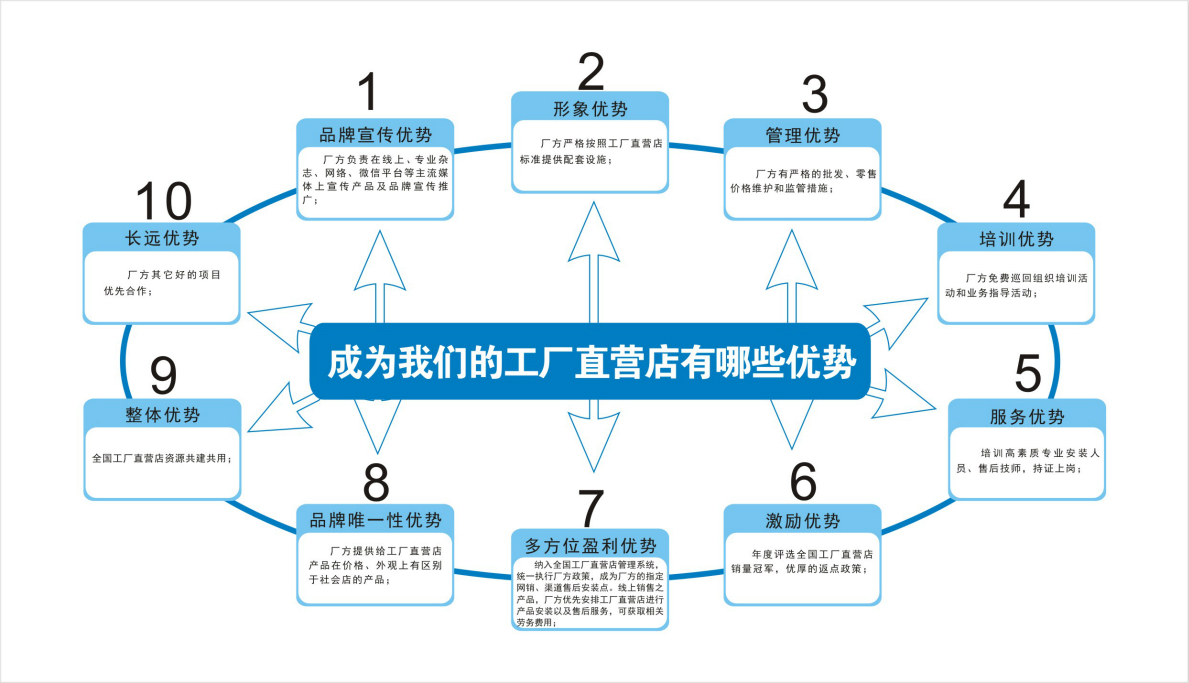 成为我们的工厂直营店有哪些优势
1
品牌宣传优势
厂方负责在线上、专业杂
志、网络、微信平台等主流媒
体上宣传产品及品牌宣传推
广；
2
形象优势
厂方严格按照工厂直营店
标准提供配套设施；
3
管理优势
厂方有严格的批发、零售
价格维护和监管措施；
4
培训优势
厂方免费巡回组织培训活
动和业务指导活动；
5
服务优势
培训高素质专业安装人
员、售后技师，持证上岗；
6
激励优势
年度评选全国工厂直营店
销量冠军，优厚的返点政策；
7
多方位盈利优势
纳入全国工厂直营店管理系统，
统一执行厂方政策，成为厂方的指定
网销、渠道售后安装点。线上销售之
产品，厂方优先安排工厂直营店进行
产品安装以及售后服务，可获取相关
劳务费用；
8
品牌唯一性优势
厂方提供给工厂直营店
产品在价格、外观上有区别
于社会店的产品；
9
整体优势
全国工厂直营店资源共建共用；
10
长远优势
厂方其它好的项目
优先合作；